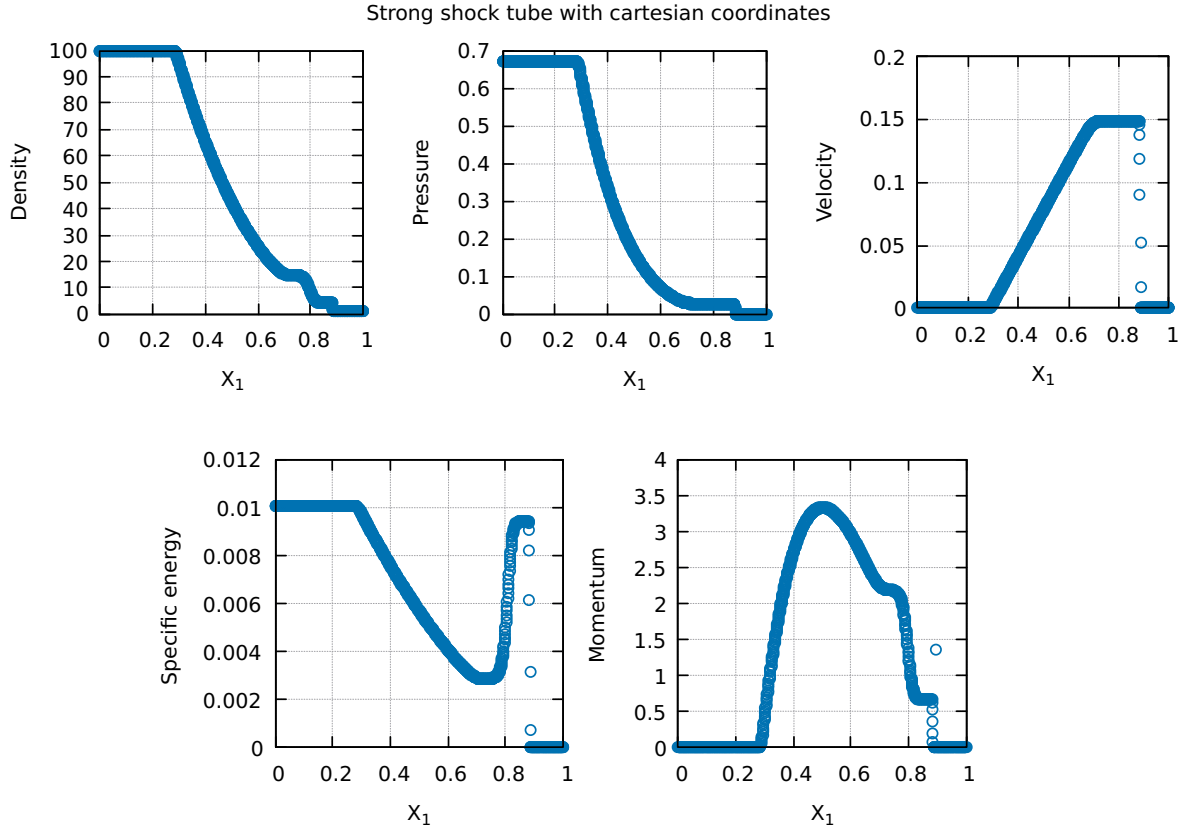 Strong shock tube with cartesian coordinates
Density
100
90
80
70
60
50
40
30
20
10
0
0 0.2 0.4 0.6 0.8 1
X₁
Pressure
0.7
0.6
0.5
0.4
0.3
0.2
0.1
0
0 0.2 0.4 0.6 0.8 1
X₁
Velocity
0.2
0.15
0.1
0.05
0
0 0.2 0.4 0.6 0.8 1
X₁
Specific energy
0.012
0.01
0.008
0.006
0.004
0.002
0
0 0.2 0.4 0.6 0.8 1
X₁
Momentum
4
3.5
3
2.5
2
1.5
1
0.5
0
0 0.2 0.4 0.6 0.8 1
X₁